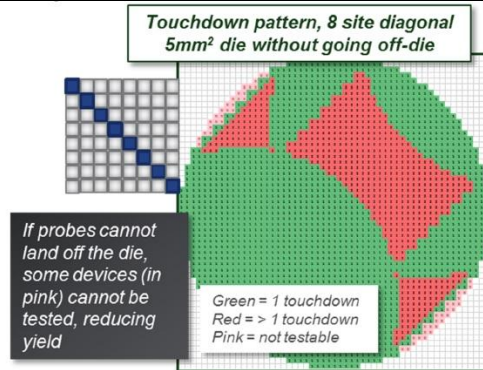 Touchdown pattern, 8 site diagonal
5mm² die without going off-die
If probes cannot
land off the die,
some devices (in
pink) cannot be
tested, reducing
yield
Green = 1 touchdown
Red = > 1 touchdown
Pink = not testable